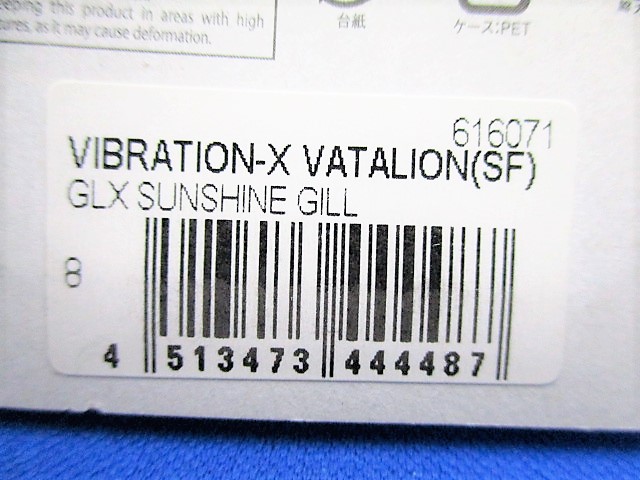 eeping this product in areas with high
ures, as it may cause deformation.
台紙
ケース:PET
616071
VIBRATION-X VATALION(SF)
GLX SUNSHINE GILL
8
4 513473 444487